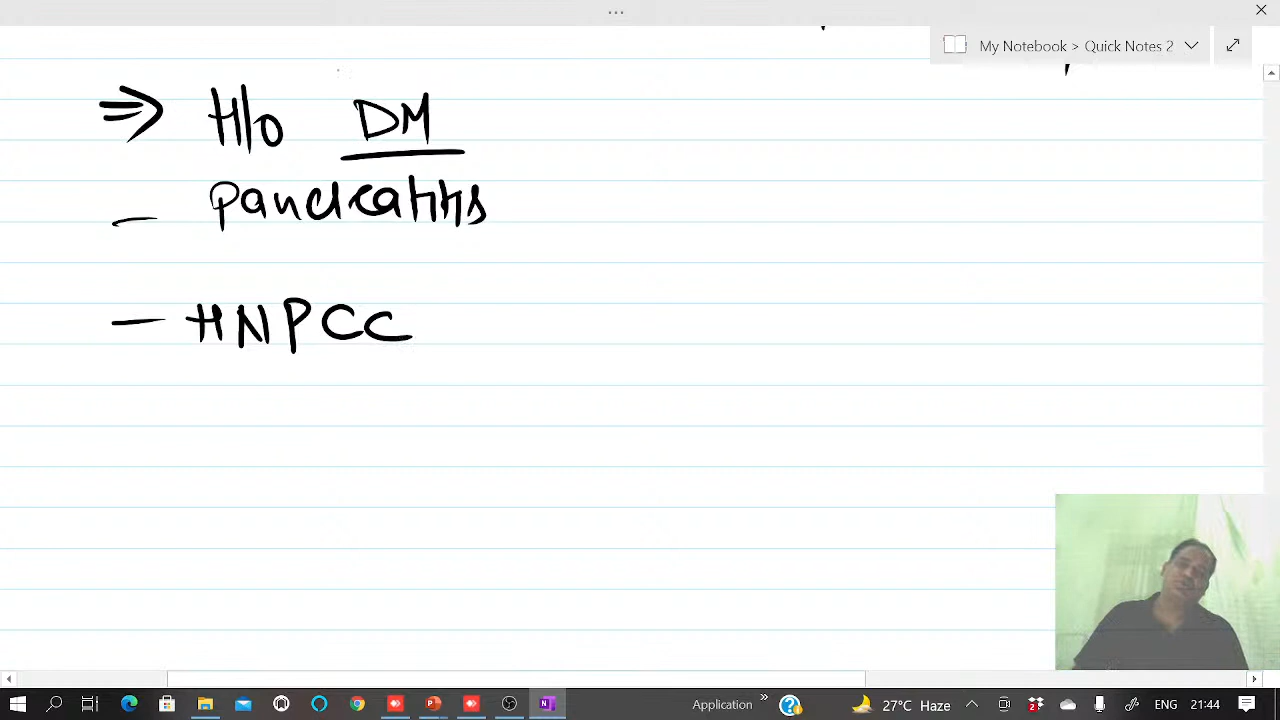 My Notebook > Quick Notes 2
⇒ H/o DM
— Pancreatitis
— HNPCC
Application
27°C Haze
ENG
21:44